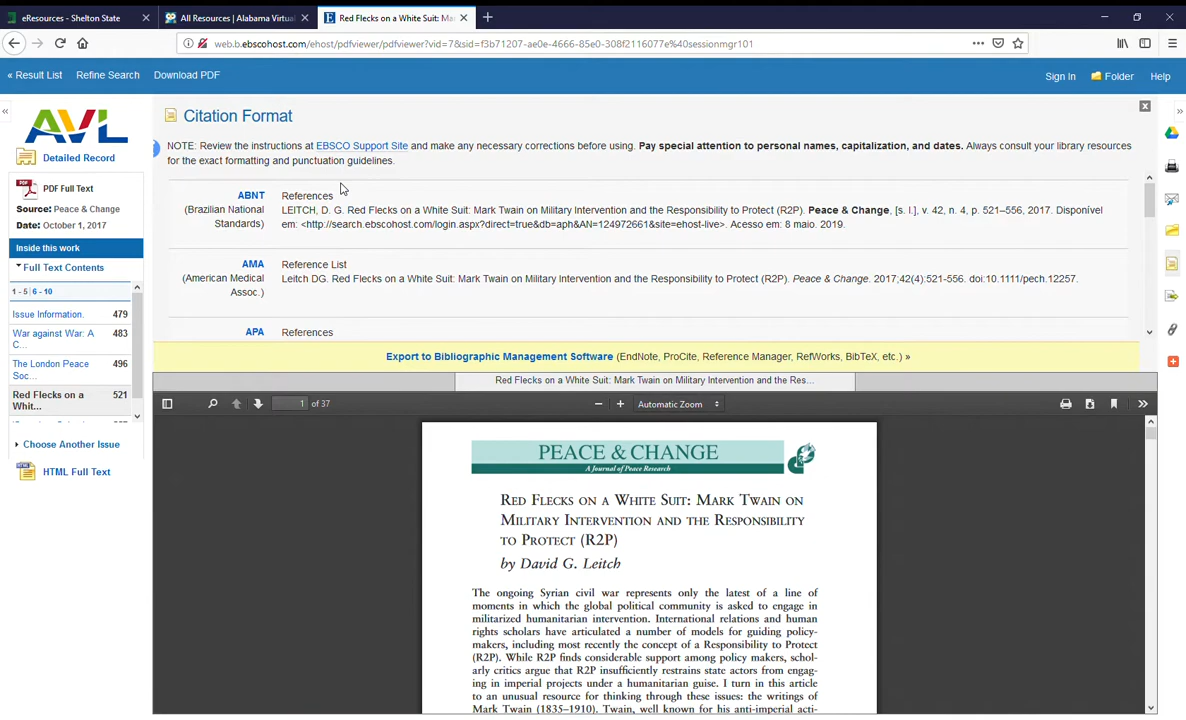 eResources - Shelton State
All Resources | Alabama Virtual
Red Flecks on a White Suit: Ma
web.b.ebscohost.com/ehost/pdfviewer/pdfviewer?vid=7&sid=f3b71207-ae0e-4666-85e0-308f2116077e%40sessionmgr101
« Result List Refine Search Download PDF
Sign In Folder Help
AVL
Detailed Record
PDF Full Text
Source: Peace & Change
Date: October 1, 2017
Inside this work
Full Text Contents
1 - 5 | 6 - 10
Issue Information. 479
War against War: A C... 483
The London Peace Soc... 496
Red Flecks on a Whit... 521
Choose Another Issue
HTML Full Text
Citation Format
NOTE: Review the instructions at EBSCO Support Site and make any necessary corrections before using. Pay special attention to personal names, capitalization, and dates. Always consult your library resources
for the exact formatting and punctuation guidelines.
ABNT
(Brazilian National
Standards)
References
LEITCH, D. G. Red Flecks on a White Suit: Mark Twain on Military Intervention and the Responsibility to Protect (R2P). Peace & Change, [s. l.], v. 42, n. 4, p. 521–556, 2017. Disponível
em: <http://search.ebscohost.com/login.aspx?direct=true&db=aph&AN=124972661&site=ehost-live>. Acesso em: 8 maio. 2019.
AMA
(American Medical
Assoc.)
Reference List
Leitch DG. Red Flecks on a White Suit: Mark Twain on Military Intervention and the Responsibility to Protect (R2P). Peace & Change. 2017;42(4):521-556. doi:10.1111/pech.12257.
APA
References
Export to Bibliographic Management Software (EndNote, ProCite, Reference Manager, RefWorks, BibTeX, etc.) »
Red Flecks on a White Suit: Mark Twain on Military Intervention and the Res...
1 of 37
Automatic Zoom
PEACE & CHANGE
A Journal of Peace Research
RED FLECKS ON A WHITE SUIT: MARK TWAIN ON
MILITARY INTERVENTION AND THE RESPONSIBILITY
TO PROTECT (R2P)
by David G. Leitch
The ongoing Syrian civil war represents only the latest of a line of
moments in which the global political community is asked to engage in
militarized humanitarian intervention. International relations and human
rights scholars have articulated a number of models for guiding policy-
makers, including most recently the concept of a Responsibility to Protect
(R2P). While R2P finds considerable support among policy makers, schol-
arly critics argue that R2P insufficiently restrains state actors from engag-
ing in imperial projects under a humanitarian guise. I turn in this article
to an unusual resource for thinking through these issues: the writings of
Mark Twain (1835–1910). Twain, well known for his anti-imperial acti-